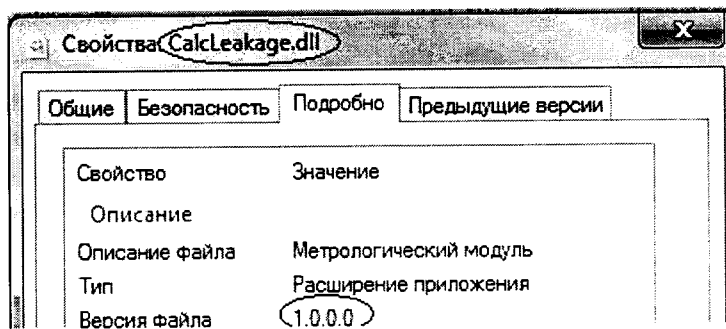 Свойства: CalcLeakage.dll
Общие Безопасность Подробно Предыдущие версии
Свойство Значение
Описание
Описание файла Метрологический модуль
Тип Расширение приложения
Версия файла 1.0.0.0